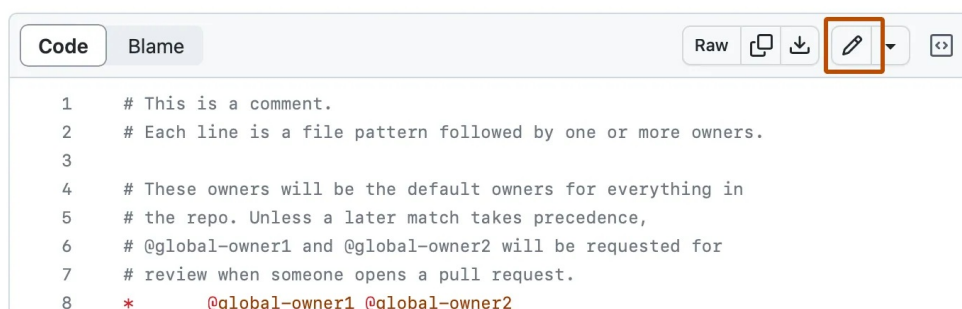 Code Blame Raw
1 # This is a comment.
2 # Each line is a file pattern followed by one or more owners.
3
4 # These owners will be the default owners for everything in
5 # the repo. Unless a later match takes precedence,
6 # @global-owner1 and @global-owner2 will be requested for
7 # review when someone opens a pull request.
8 * @global-owner1 @global-owner2